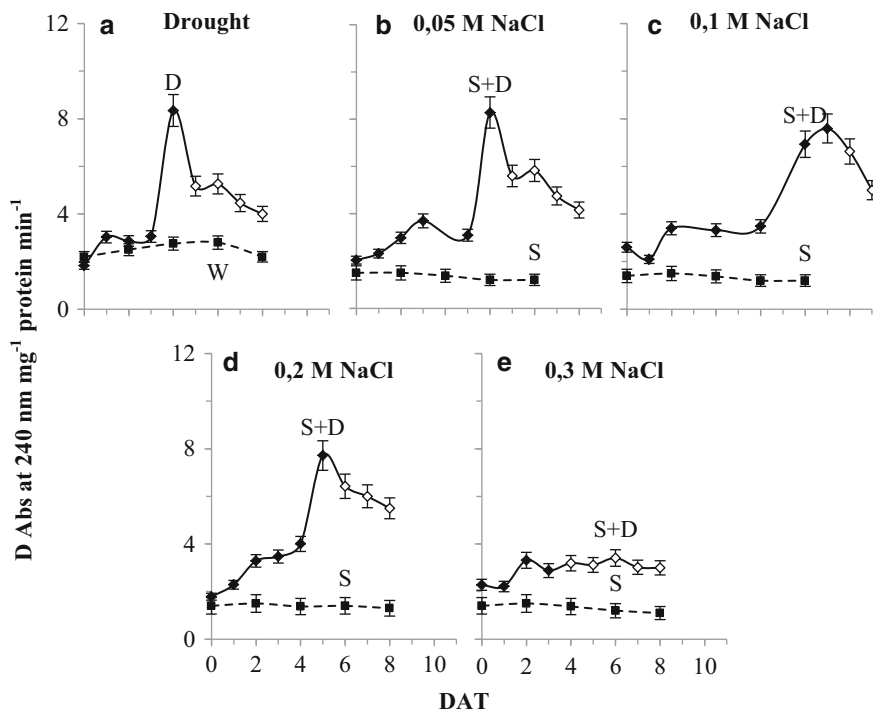 D Abs at 240 nm mg⁻¹ protein min⁻¹
a Drought
b 0,05 M NaCl
c 0,1 M NaCl
12
8
4
0
D
W
S+D
S
S+D
S
d 0,2 M NaCl
e 0,3 M NaCl
12
8
4
0
S+D
S
S+D
S
0 2 4 6 8 10
0 2 4 6 8 10
DAT